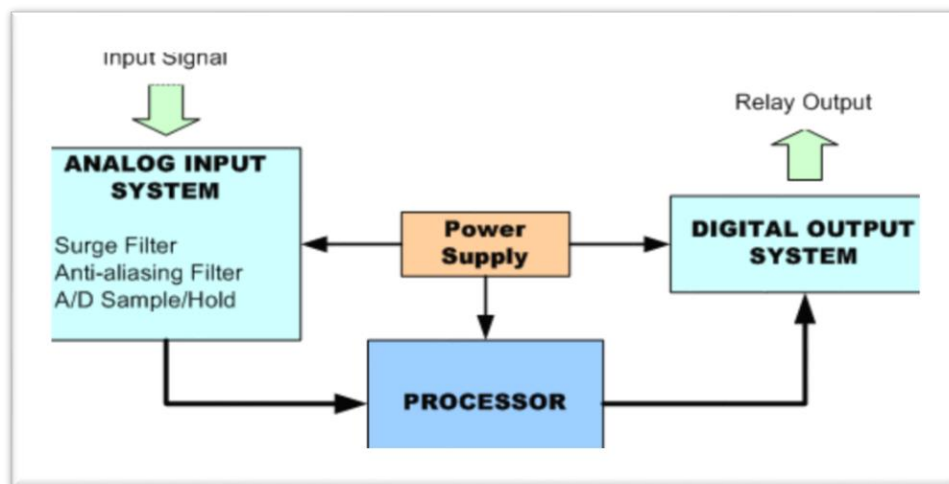 Input Signal
Relay Output
ANALOG INPUT
SYSTEM
Surge Filter
Anti-aliasing Filter
A/D Sample/Hold
Power
Supply
DIGITAL OUTPUT
SYSTEM
PROCESSOR